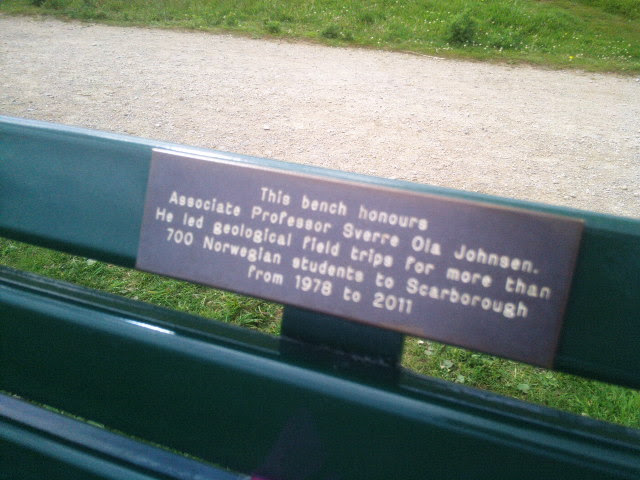 This bench honours
Associate Professor Sverre Ola Johnsen.
He led geological field trips for more than
700 Norwegian students to Scarborough
from 1978 to 2011